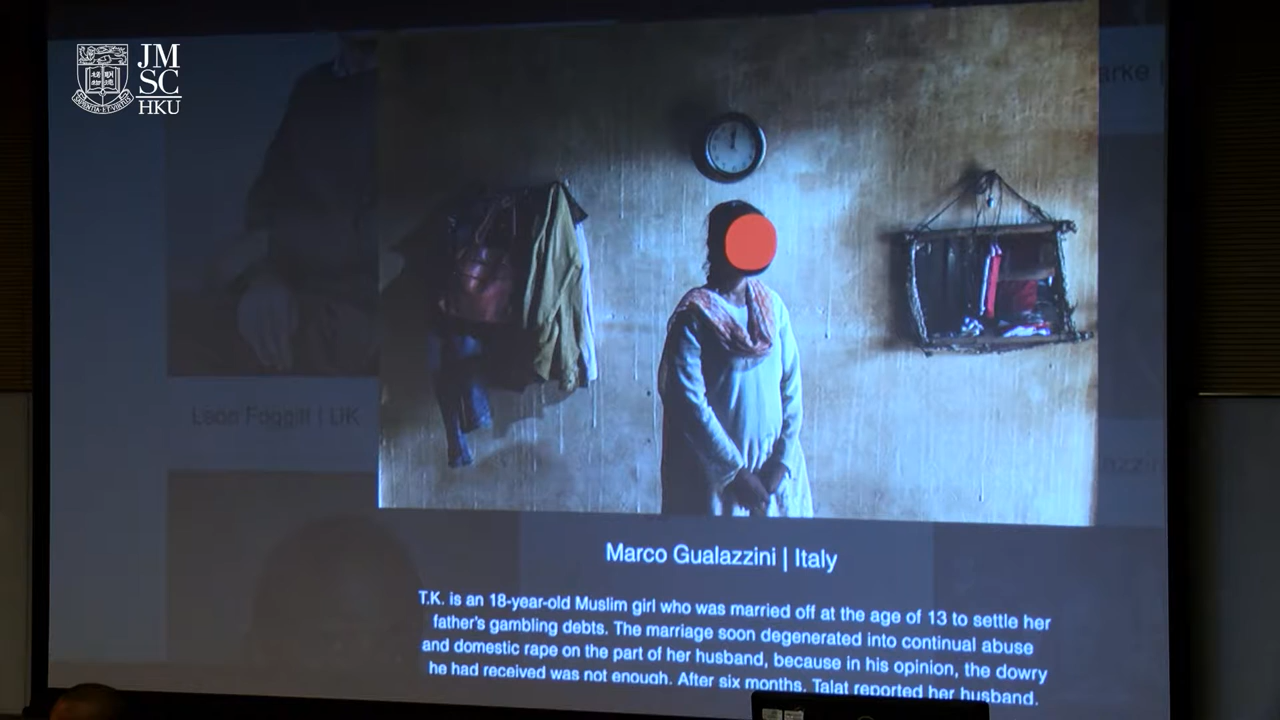 JM
SC
HKU
Leon Foggitt | UK
Marco Gualazzini | Italy
T.K. is an 18-year-old Muslim girl who was married off at the age of 13 to settle her
father's gambling debts. The marriage soon degenerated into continual abuse
and domestic rape on the part of her husband, because in his opinion, the dowry
he had received was not enough. After six months, Talat reported her husband.